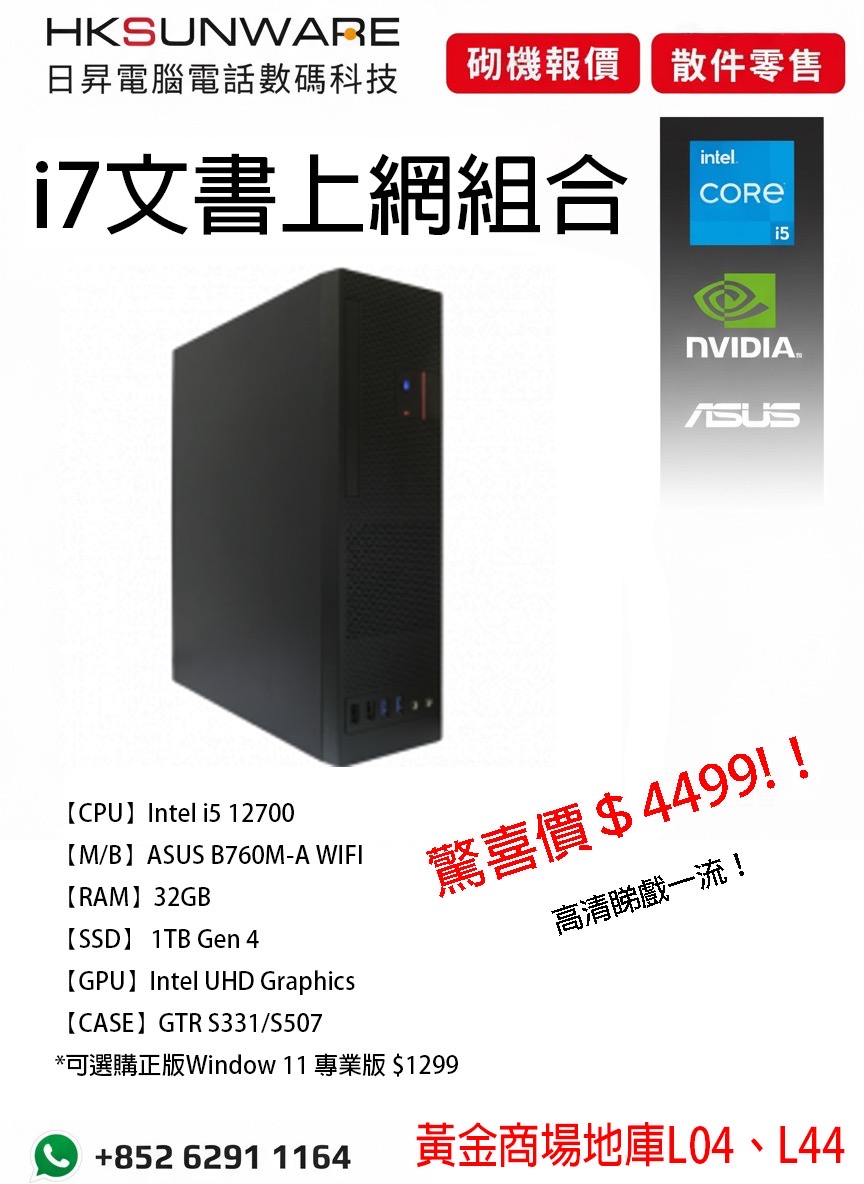 HKSUNWARE
日昇電腦電話數碼科技
砌機報價
散件零售
i7文書上網組合
intel.
CORE
i5
NVIDIA
ASUS
驚喜價＄4499!！
高清睇戲一流！
【CPU】Intel i5 12700
【M/B】ASUS B760M-A WIFI
【RAM】32GB
【SSD】 1TB Gen 4
【GPU】Intel UHD Graphics
【CASE】GTR S331/S507
*可選購正版Window 11 專業版 $1299
+852 6291 1164
黃金商場地庫L04、L44